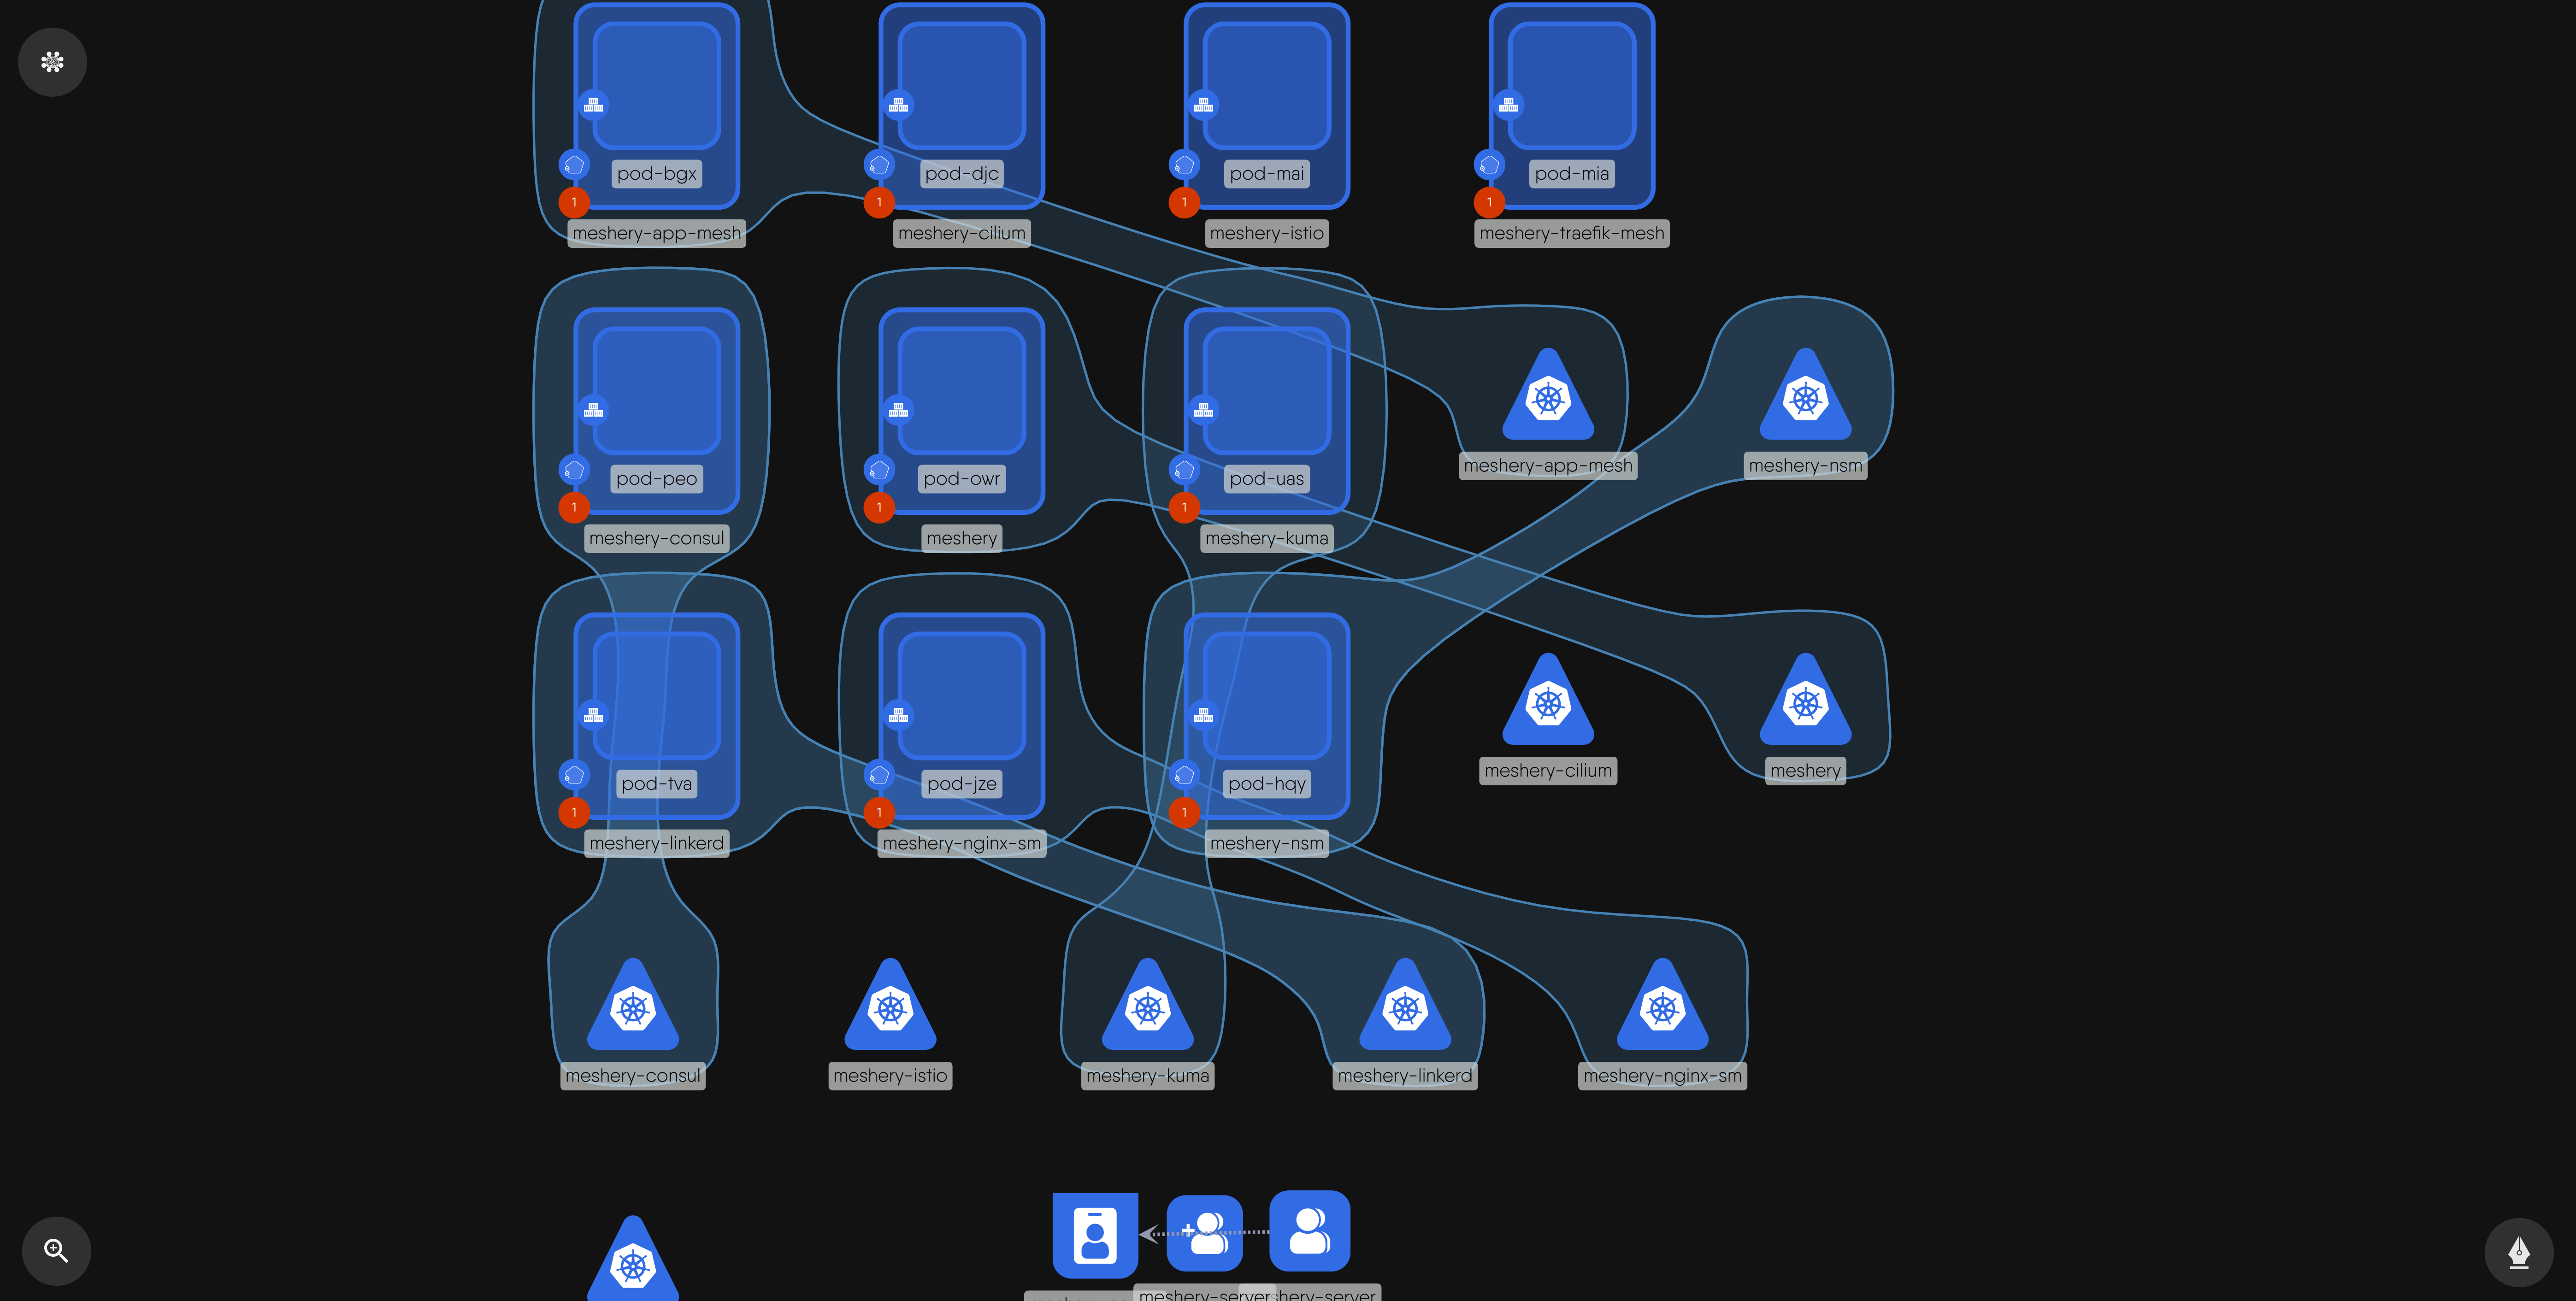 pod-bgx
pod-djc
pod-mai
pod-mia
1
1
1
1
meshery-app-mesh
meshery-cilium
meshery-istio
meshery-traefik-mesh
pod-peo
pod-owr
pod-uas
meshery-app-mesh
meshery-nsm
1
1
1
meshery-consul
meshery
meshery-kuma
pod-tva
pod-jze
pod-hqy
meshery-cilium
meshery
1
1
1
meshery-linkerd
meshery-nginx-sm
meshery-nsm
meshery-consul
meshery-istio
meshery-kuma
meshery-linkerd
meshery-nginx-sm
meshery-server